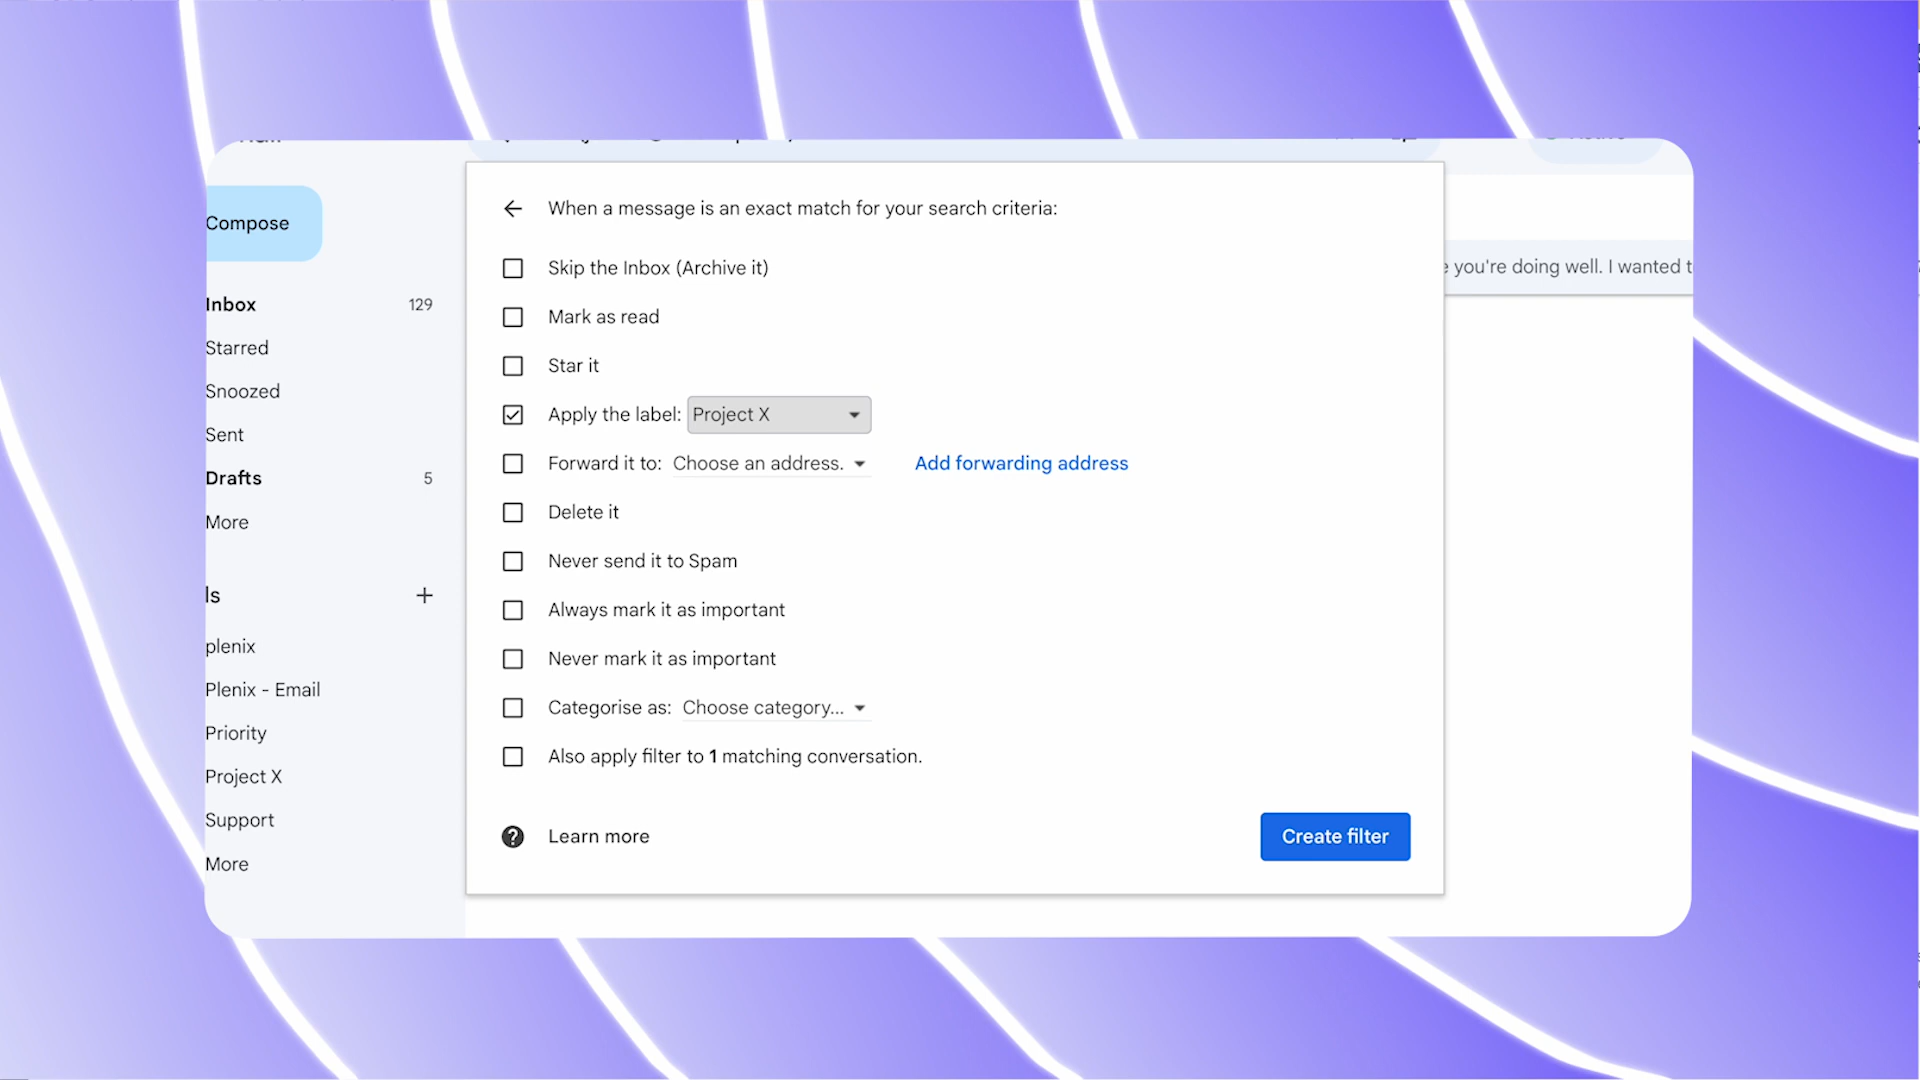 Compose
Inbox 129
Starred
Snoozed
Sent
Drafts 5
More
ls +
plenix
Plenix - Email
Priority
Project X
Support
More
When a message is an exact match for your search criteria:
Skip the Inbox (Archive it)
Mark as read
Star it
Apply the label: Project X
Forward it to: Choose an address. Add forwarding address
Delete it
Never send it to Spam
Always mark it as important
Never mark it as important
Categorise as: Choose category...
Also apply filter to 1 matching conversation.
Learn more
Create filter
you're doing well. I wanted t